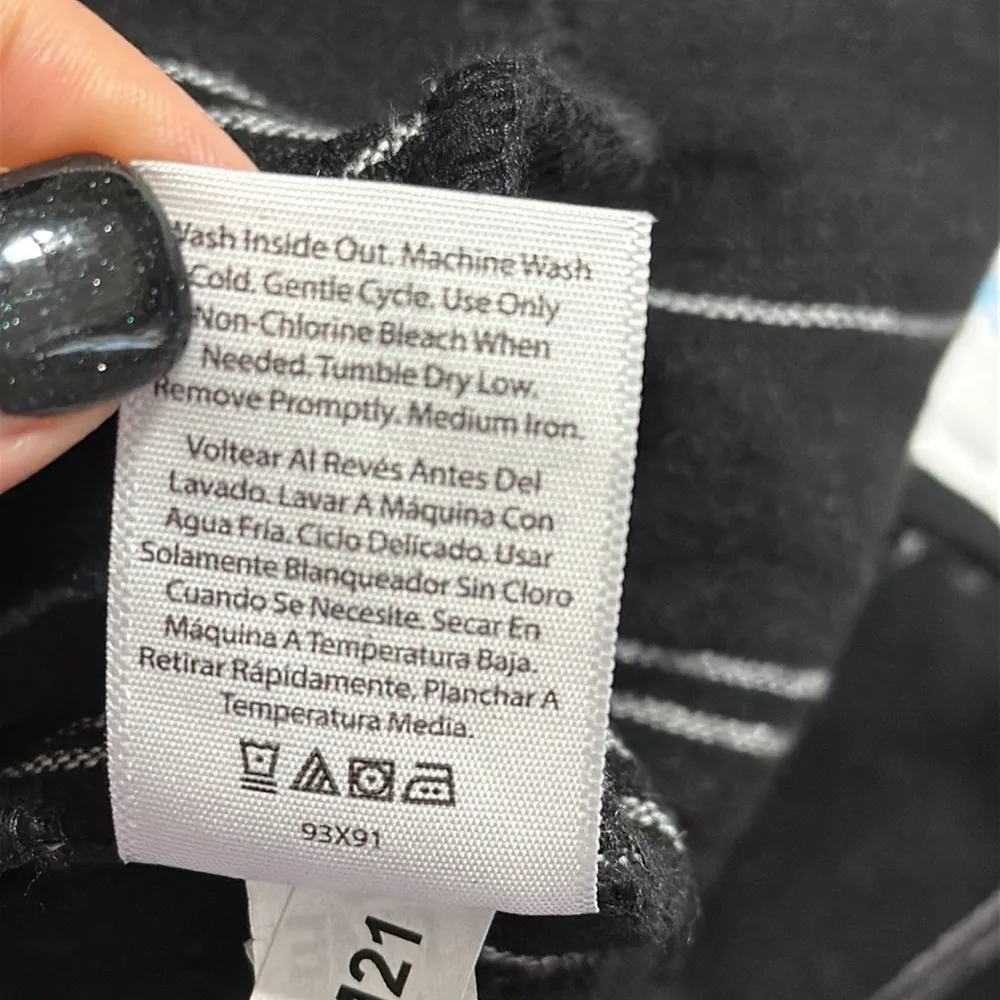 Wash Inside Out. Machine Wash
Cold. Gentle Cycle. Use Only
Non-Chlorine Bleach When
Needed. Tumble Dry Low.
Remove Promptly. Medium Iron.
Voltear Al Revés Antes Del
Lavado. Lavar A Máquina Con
Agua Fría. Ciclo Delicado. Usar
Solamente Blanqueador Sin Cloro
Cuando Se Necesite. Secar En
Máquina A Temperatura Baja.
Retirar Rápidamente. Planchar A
Temperatura Media.
93X91